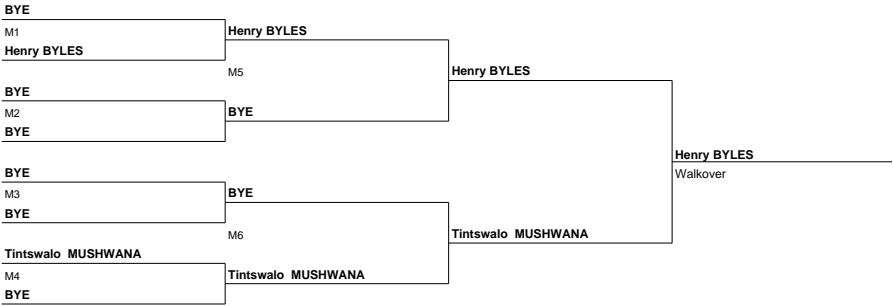 BYE
M1
Henry BYLES
Henry BYLES
M5
BYE
M2
BYE
BYE
Henry BYLES
Henry BYLES
Walkover
BYE
M3
BYE
BYE
M6
Tintswalo MUSHWANA
M4
BYE
Tintswalo MUSHWANA
Tintswalo MUSHWANA